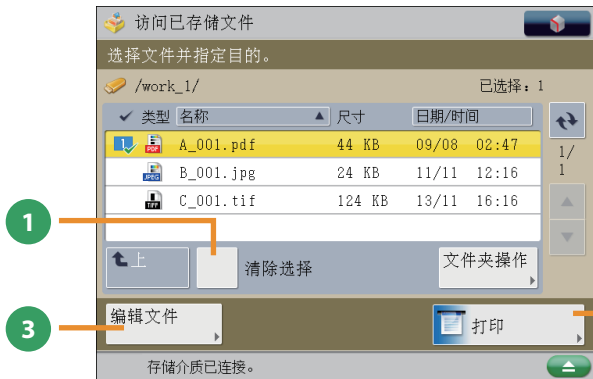 访问已存储文件
选择文件并指定目的。
/work_1/ 已选择：1
类型 名称 ▲ 尺寸 日期/时间
1 PDF A_001.pdf 44 KB 09/08 02:47
JPEG B_001.jpg 24 KB 11/11 12:16
TIFF C_001.tif 124 KB 13/11 16:16
1/
1
1
上 清除选择 文件夹操作
3
编辑文件 打印
存储介质已连接。